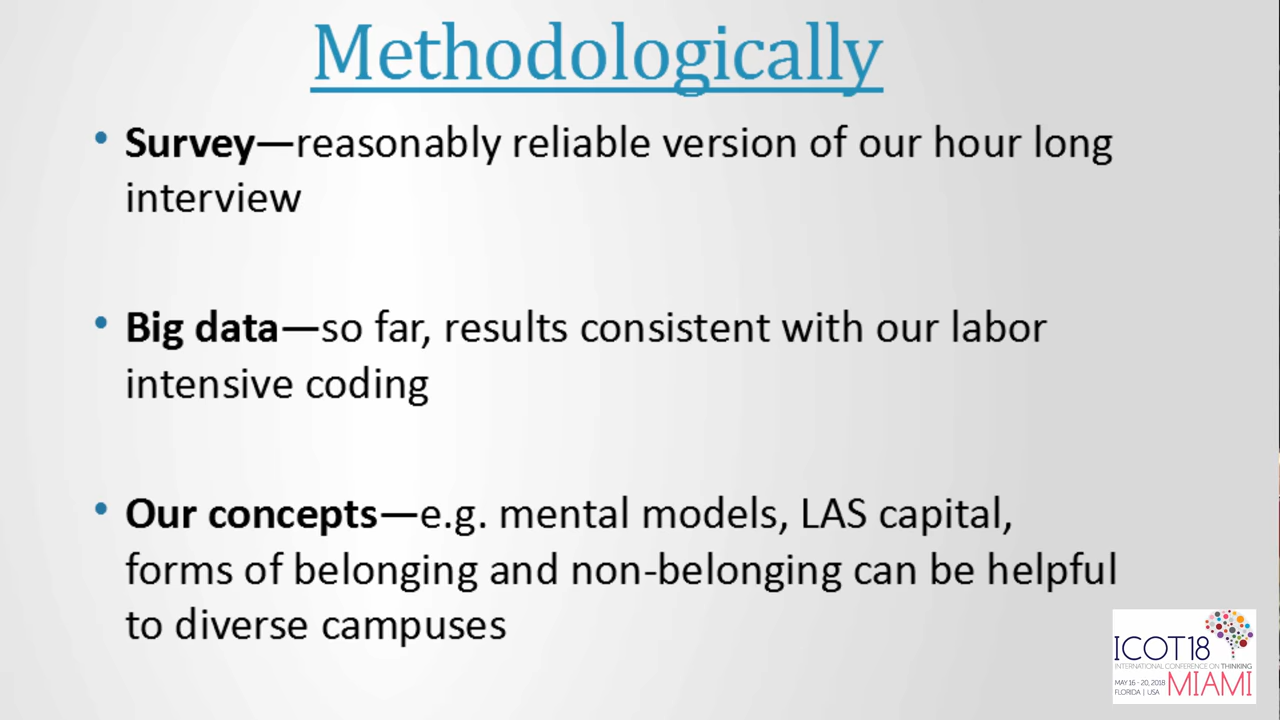 Methodologically
• Survey—reasonably reliable version of our hour long
interview
• Big data—so far, results consistent with our labor
intensive coding
• Our concepts—e.g. mental models, LAS capital,
forms of belonging and non-belonging can be helpful
to diverse campuses
ICOT18
INTERNATIONAL CONFERENCE ON THINKING
MAY 16 - 20, 2018
FLORIDA | USA
MIAMI